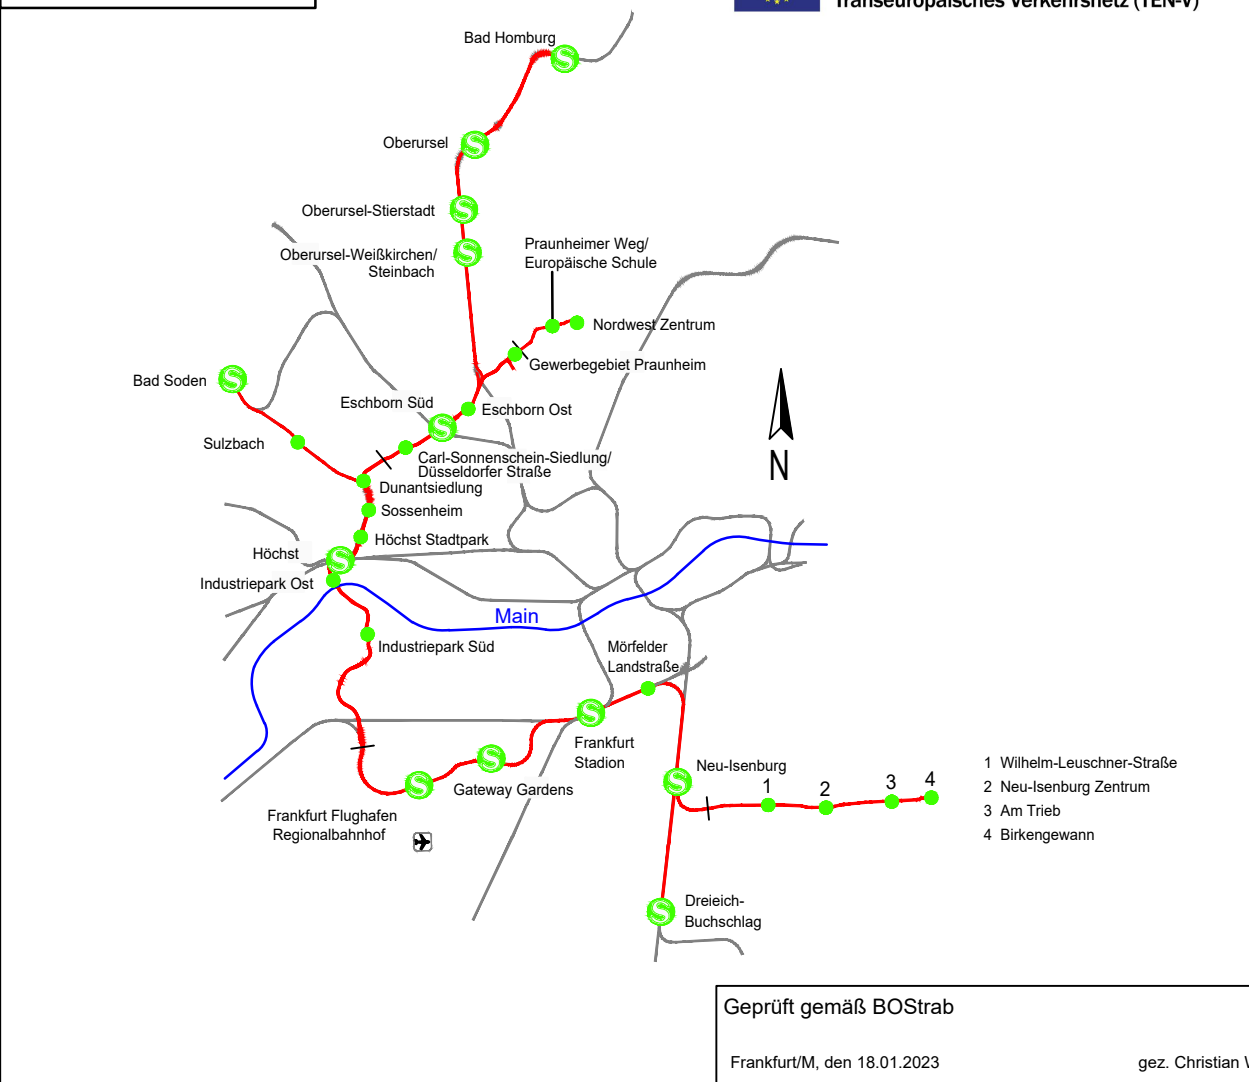 Transeuropäisches Verkehrsnetz (TEN-V)
Bad Homburg
Oberursel
Oberursel-Stierstadt
Praunheimer Weg/
Europäische Schule
Oberursel-Weißkirchen/
Steinbach
Nordwest Zentrum
Gewerbegebiet Praunheim
Bad Soden
Eschborn Süd
Eschborn Ost
Sulzbach
Carl-Sonnenschein-Siedlung/
Düsseldorfer Straße
N
Dunantsiedlung
Sossenheim
Höchst Stadtpark
Höchst
Industriepark Ost
Main
Industriepark Süd
Mörfelder
Landstraße
Frankfurt
Stadion
Neu-Isenburg
Gateway Gardens
1 2 3 4
1 Wilhelm-Leuschner-Straße
2 Neu-Isenburg Zentrum
3 Am Trieb
4 Birkengewann
Frankfurt Flughafen
Regionalbahnhof
Dreieich-
Buchschlag
Geprüft gemäß BOStrab
Frankfurt/M, den 18.01.2023 gez. Christian